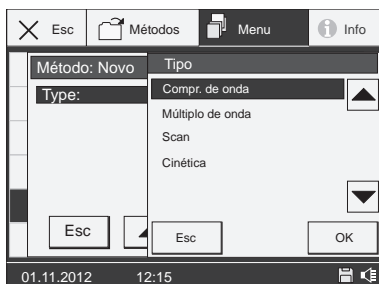 Esc Métodos Menu Info
Método: Novo
Type:
Esc
Tipo
Compr. de onda
Múltiplo de onda
Scan
Cinética
Esc OK
01.11.2012 12:15